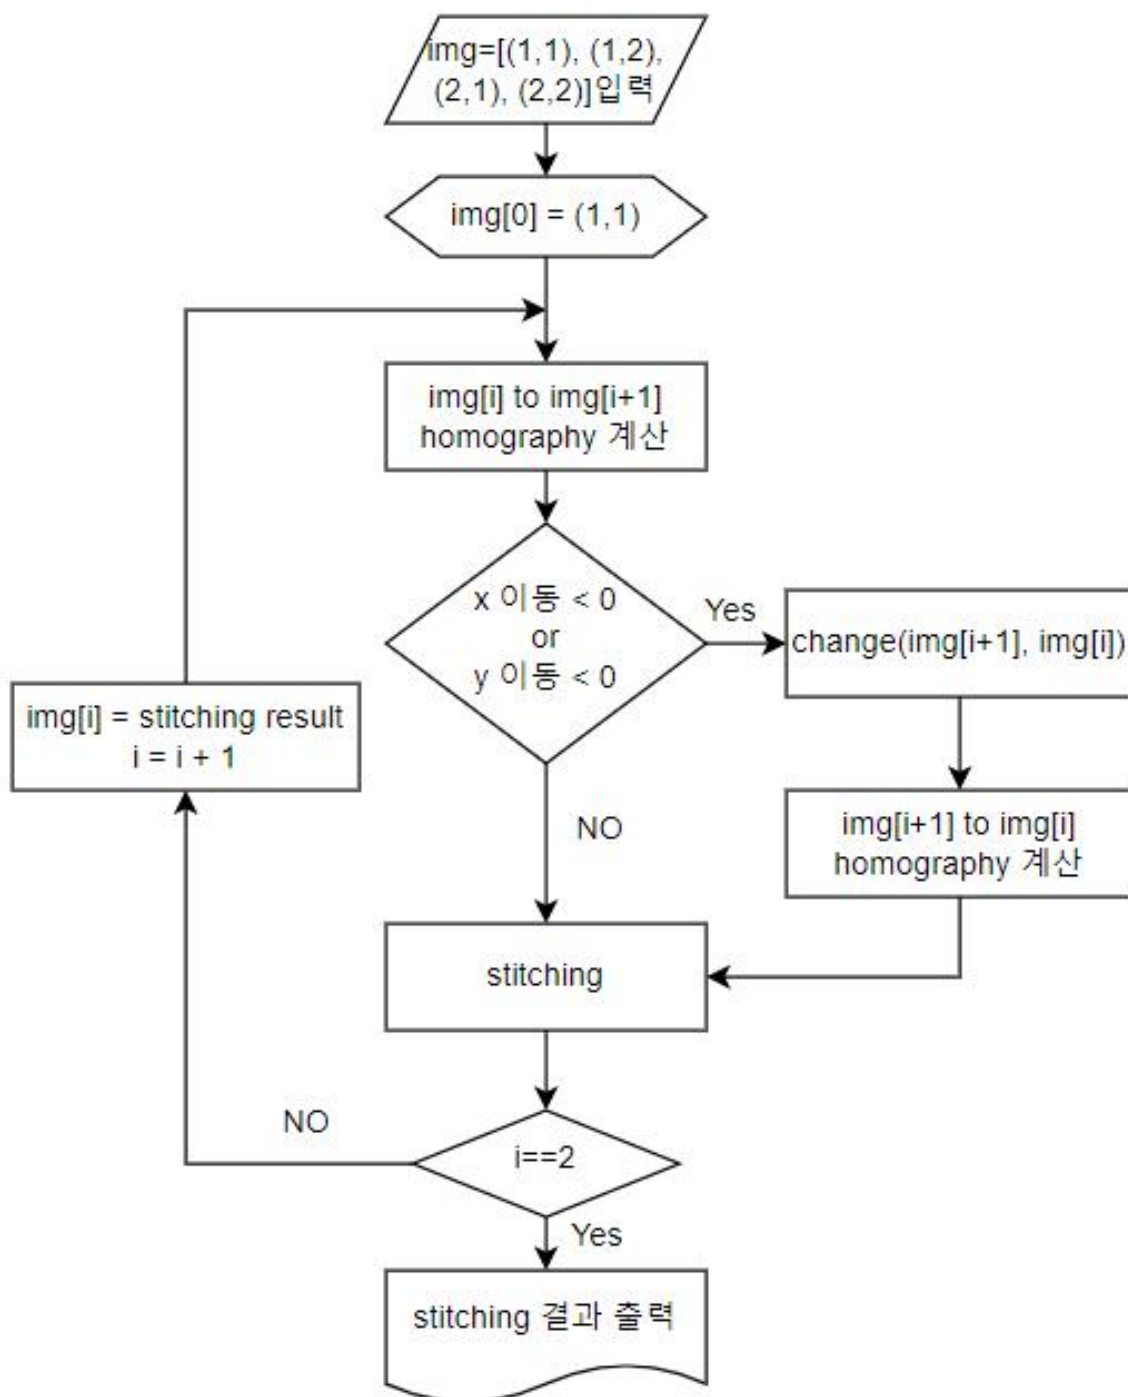 img=[(1,1), (1,2),
(2,1), (2,2)]입력
img[0] = (1,1)
img[i] to img[i+1]
homography 계산
x 이동 < 0
or
y 이동 < 0
Yes
change(img[i+1], img[i])
img[i+1] to img[i]
homography 계산
NO
stitching
i==2
NO
img[i] = stitching result
i = i + 1
Yes
stitching 결과 출력